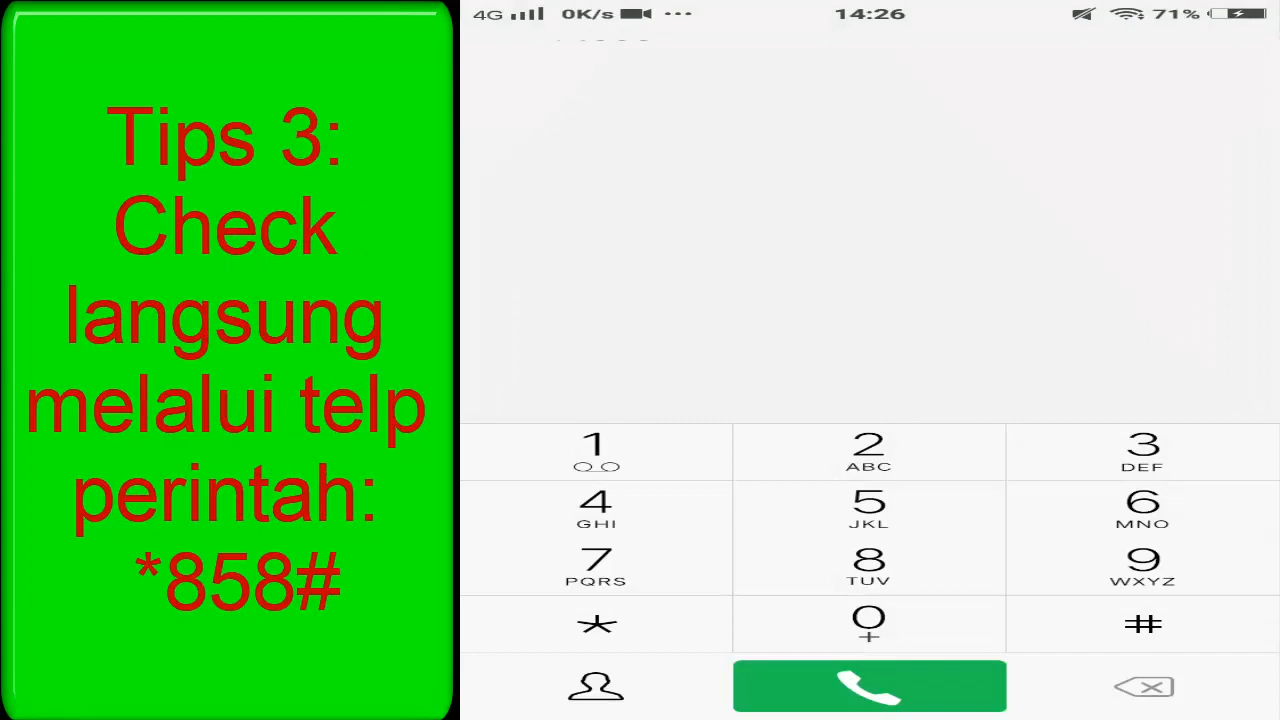 Tips 3:
Check
langsung
melalui telp
perintah:
*858#
4G 0K/s ... 14:26 71%
1 2 3
ABC DEF
4 5 6
GHI JKL MNO
7 8 9
PQRS TUV WXYZ
* 0 #
+